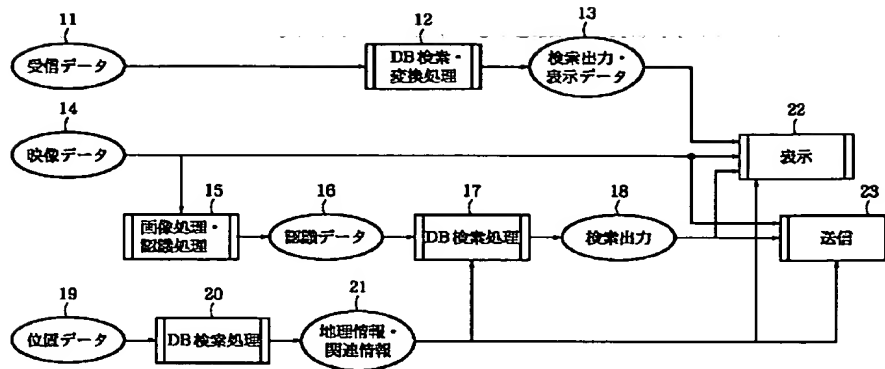 11
12
13
受信データ
DB検索・
変換処理
検索出力・
表示データ
14
22
映像データ
表示
15
16
17
18
23
画像処理・
認識処理
認識データ
DB検索処理
検索出力
送信
19
20
21
位置データ
DB検索処理
地理情報・
関連情報